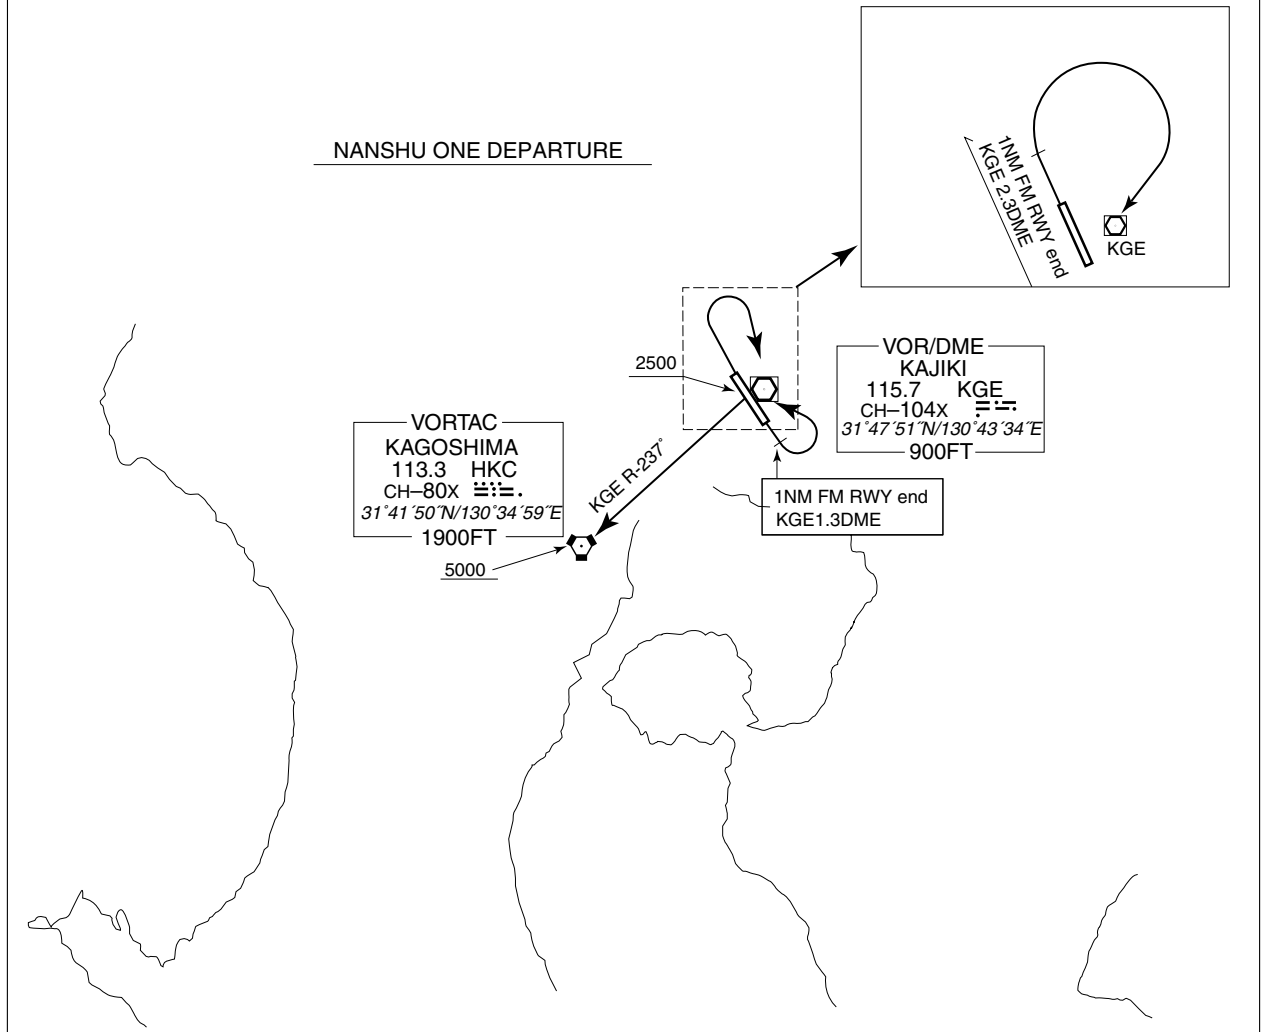 NANSHU ONE DEPARTURE
1NM FM RWY end
KGE 2.3DME
KGE
2500
VOR/DME
KAJIKI
115.7 KGE
CH–104X
31°47´51˝N/130°43´34˝E
900FT
VORTAC
KAGOSHIMA
113.3 HKC
CH–80X
31°41´50˝N/130°34´59˝E
1900FT
KGE R-237°
1NM FM RWY end
KGE1.3DME
5000